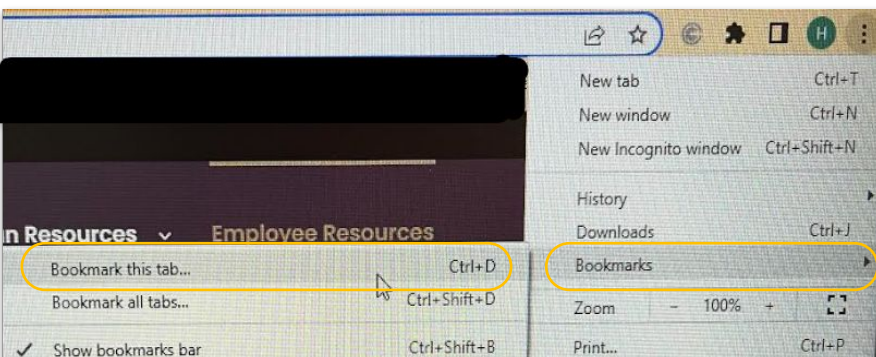 H
New tab Ctrl+T
New window Ctrl+N
New Incognito window Ctrl+Shift+N
History
Downloads Ctrl+J
Bookmarks
Zoom - 100% +
Print... Ctrl+P
n Resources Employee Resources
Bookmark this tab... Ctrl+D
Bookmark all tabs... Ctrl+Shift+D
Show bookmarks bar Ctrl+Shift+B